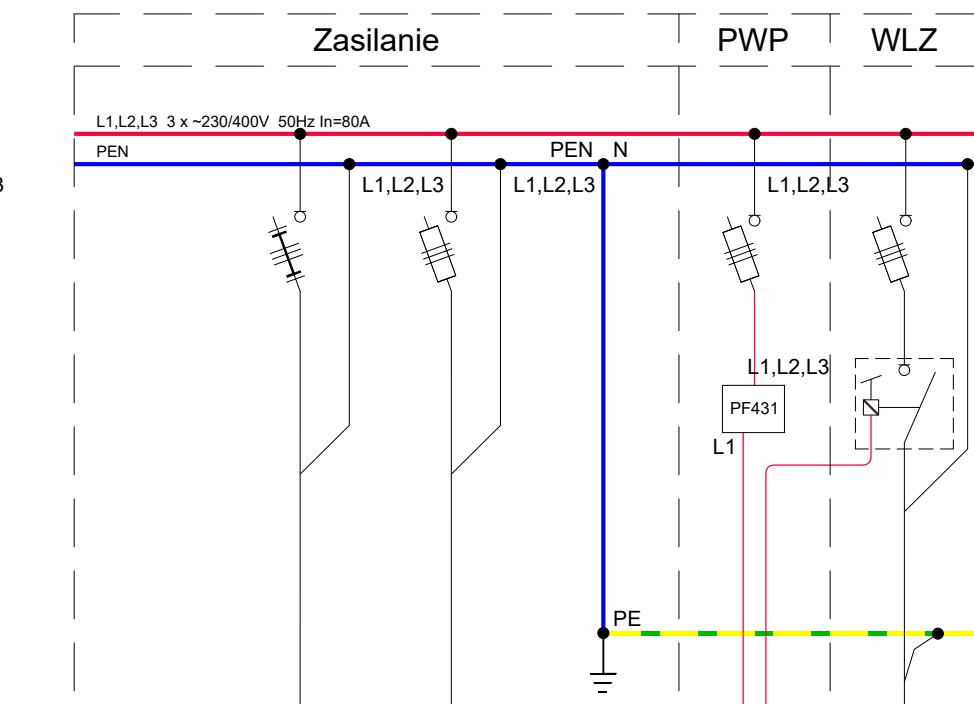 Zasilanie
PWP
WLZ
L1,L2,L3 3 x ~230/400V 50Hz In=80A
PEN
PEN
N
3
L1,L2,L3
L1,L2,L3
L1,L2,L3
L1,L2,L3
PF431
L1
PE